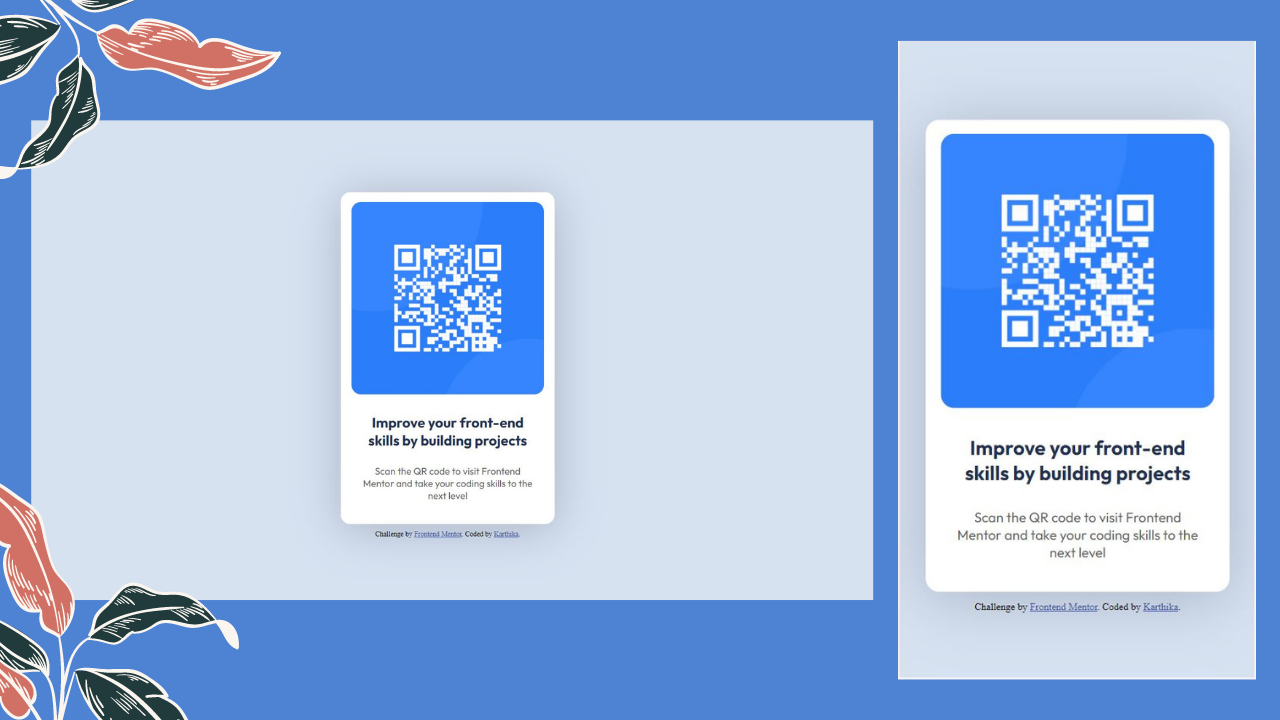 Improve your front-end
skills by building projects
Scan the QR code to visit Frontend
Mentor and take your coding skills to the
next level
Challenge by Frontend Mentor. Coded by Karthika.
Improve your front-end
skills by building projects
Scan the QR code to visit Frontend
Mentor and take your coding skills to the
next level
Challenge by Frontend Mentor. Coded by Karthika.